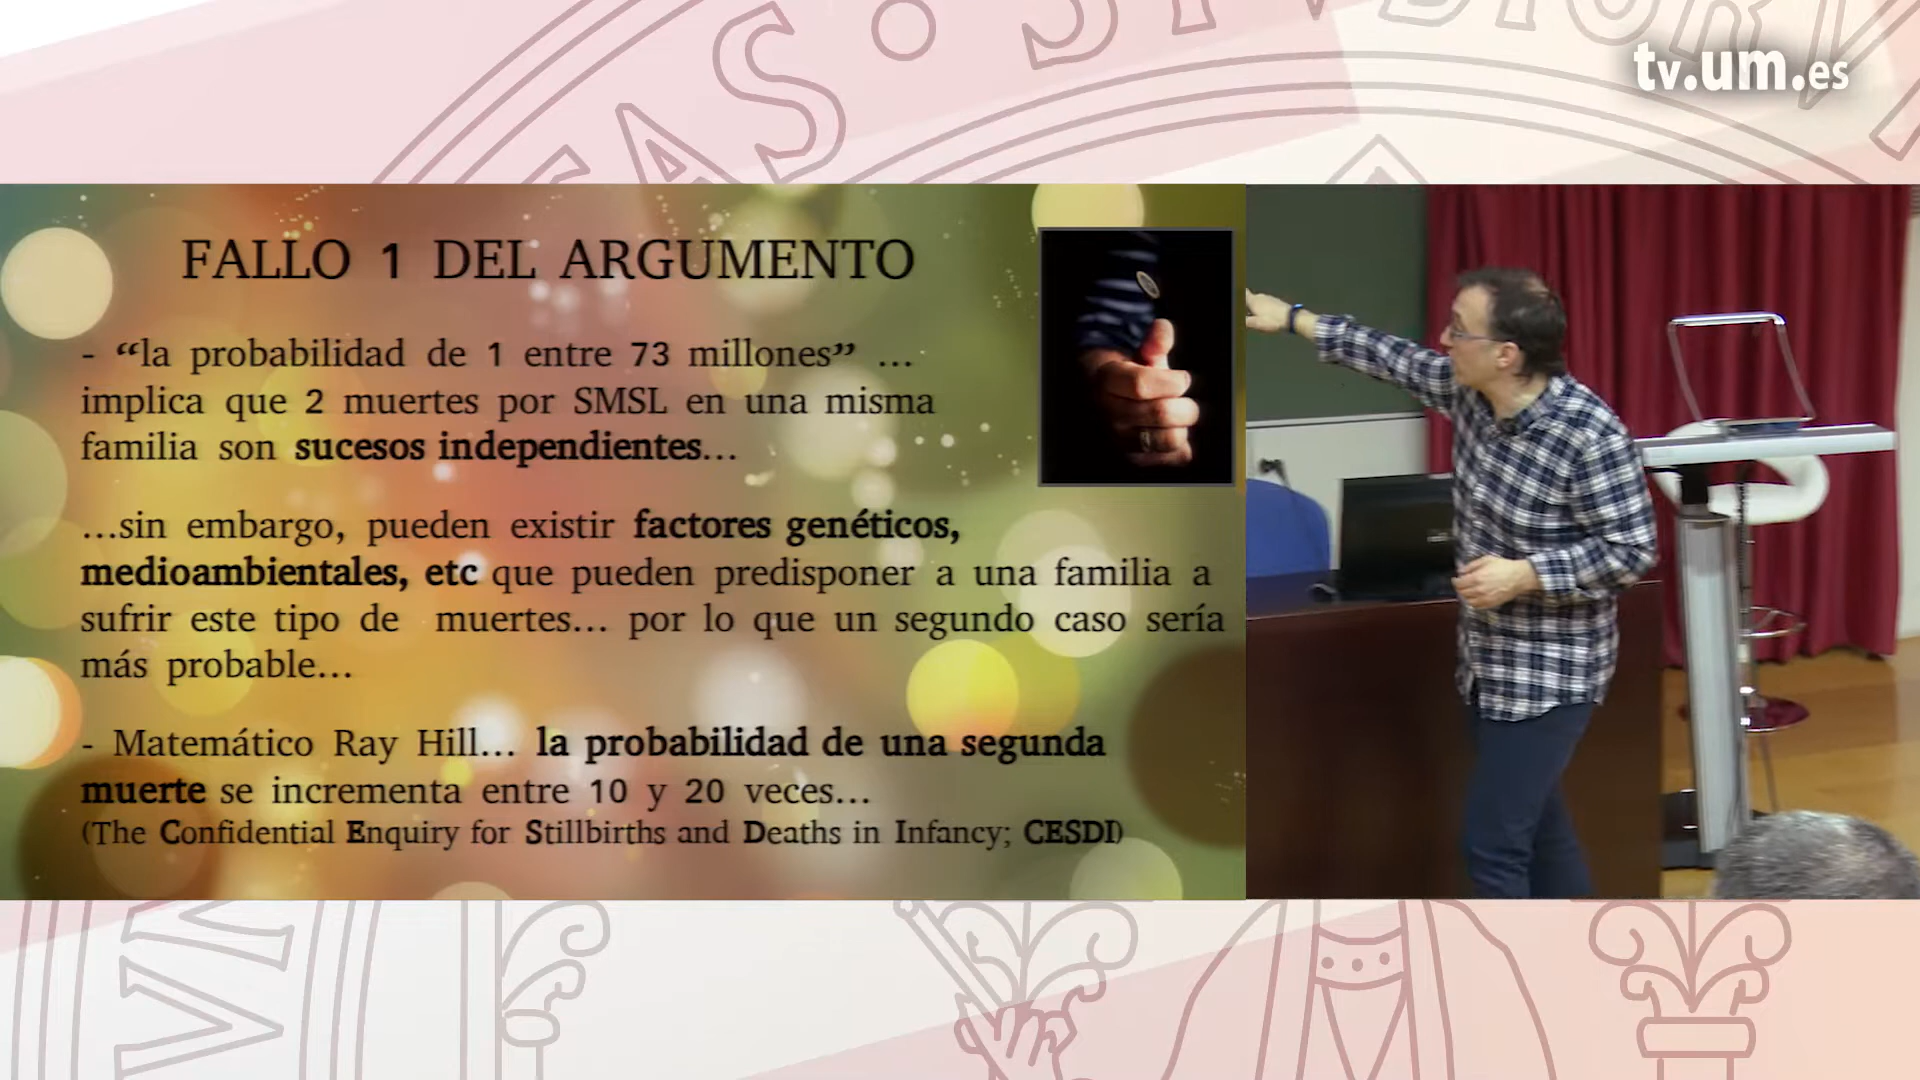 tv.um.es
FALLO 1 DEL ARGUMENTO
- “la probabilidad de 1 entre 73 millones” ...
implica que 2 muertes por SMSL en una misma
familia son sucesos independientes...
...sin embargo, pueden existir factores genéticos,
medioambientales, etc que pueden predisponer a una familia a
sufrir este tipo de muertes... por lo que un segundo caso sería
más probable...
- Matemático Ray Hill... la probabilidad de una segunda
muerte se incrementa entre 10 y 20 veces...
(The Confidential Enquiry for Stillbirths and Deaths in Infancy; CESDI)